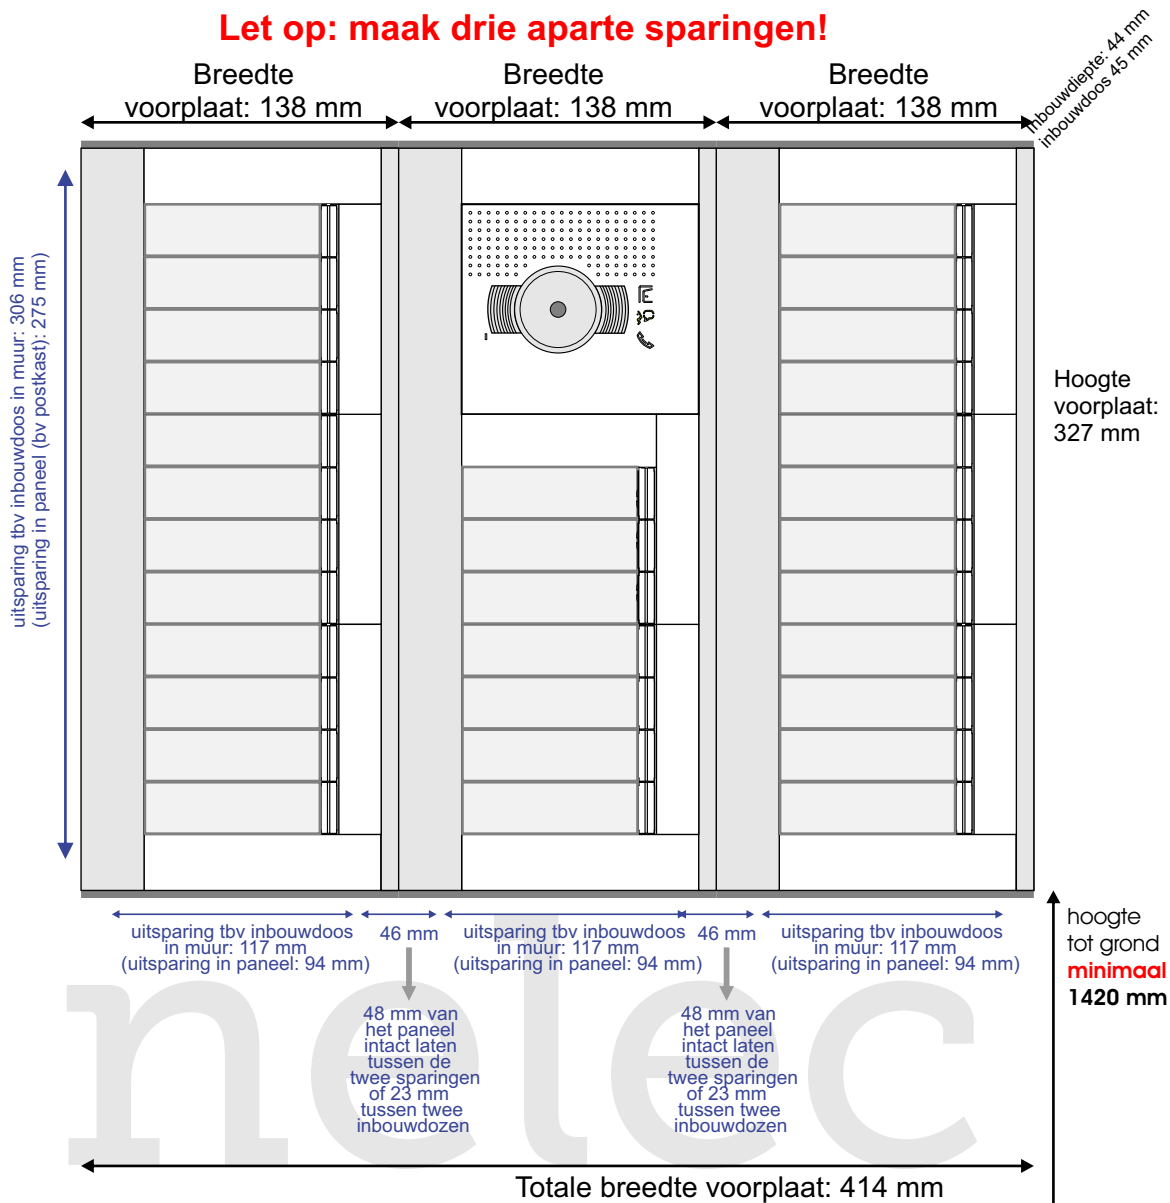 Let op: maak drie aparte sparingen!
Breedte
voorplaat: 138 mm
Breedte
voorplaat: 138 mm
Breedte
voorplaat: 138 mm
Inbouwdiepte: 44 mm
inbouwdoos 45 mm
uitsparing tbv inbouwdoos in muur: 306 mm
(uitsparing in paneel (bv postkast): 275 mm)
Hoogte
voorplaat:
327 mm
uitsparing tbv inbouwdoos
in muur: 117 mm
(uitsparing in paneel: 94 mm)
46 mm
uitsparing tbv inbouwdoos
in muur: 117 mm
(uitsparing in paneel: 94 mm)
46 mm
uitsparing tbv inbouwdoos
in muur: 117 mm
(uitsparing in paneel: 94 mm)
48 mm van
het paneel
intact laten
tussen de
twee sparingen
of 23 mm
tussen twee
inbouwdozen
48 mm van
het paneel
intact laten
tussen de
twee sparingen
of 23 mm
tussen twee
inbouwdozen
hoogte
tot grond
minimaal
1420 mm
nelec
Totale breedte voorplaat: 414 mm